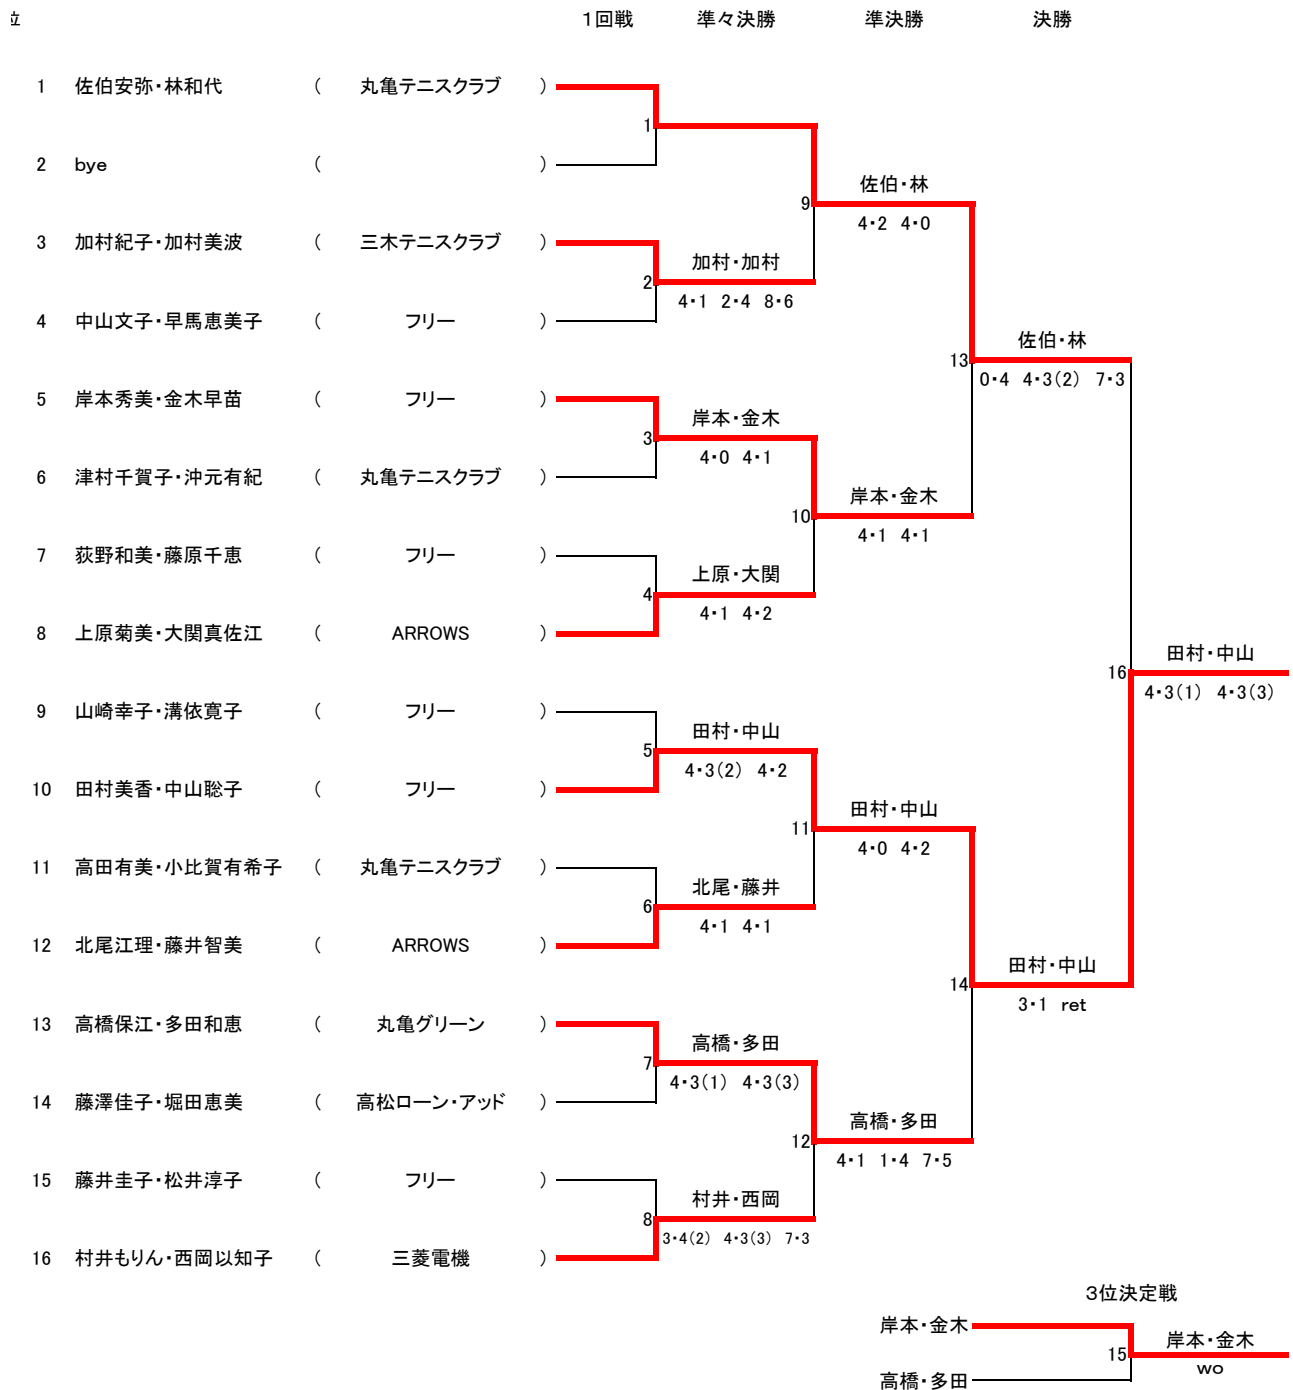 位 1回戦 準々決勝 準決勝 決勝
1 佐伯安弥・林和代 ( 丸亀テニスクラブ )
1
2 bye ( )
佐伯・林
9
4・2 4・0
3 加村紀子・加村美波 ( 三木テニスクラブ )
加村・加村
2
4・1 2・4 8・6
4 中山文子・早馬恵美子 ( フリー )
佐伯・林
13
0・4 4・3(2) 7・3
5 岸本秀美・金木早苗 ( フリー )
岸本・金木
3
4・0 4・1
6 津村千賀子・沖元有紀 ( 丸亀テニスクラブ )
岸本・金木
10
4・1 4・1
7 荻野和美・藤原千恵 ( フリー )
上原・大関
4
4・1 4・2
8 上原菊美・大関真佐江 ( ARROWS )
田村・中山
16
4・3(1) 4・3(3)
9 山崎幸子・溝依寛子 ( フリー )
田村・中山
5
4・3(2) 4・2
10 田村美香・中山聡子 ( フリー )
田村・中山
11
4・0 4・2
11 高田有美・小比賀有希子 ( 丸亀テニスクラブ )
北尾・藤井
6
4・1 4・1
12 北尾江理・藤井智美 ( ARROWS )
田村・中山
14
3・1 ret
13 高橋保江・多田和恵 ( 丸亀グリーン )
高橋・多田
7
4・3(1) 4・3(3)
14 藤澤佳子・堀田恵美 ( 高松ローン・アッド )
高橋・多田
12
4・1 1・4 7・5
15 藤井圭子・松井淳子 ( フリー )
村井・西岡
8
3・4(2) 4・3(3) 7・3
16 村井もりん・西岡以知子 ( 三菱電機 )
3位決定戦
岸本・金木
岸本・金木
15
wo
高橋・多田